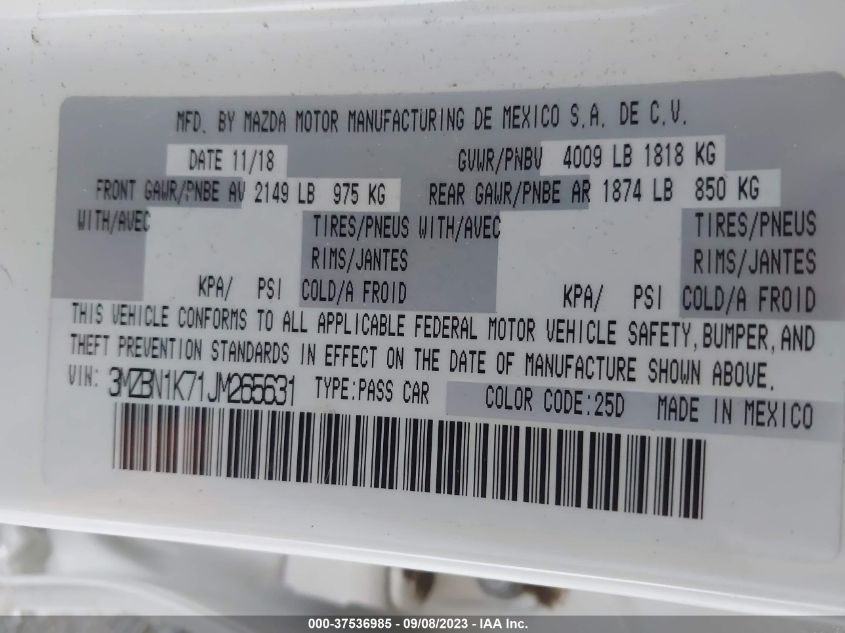 MFD. BY MAZDA MOTOR MANUFACTURING DE MEXICO S.A. DE C.V.
DATE 11/18 GVWR/PNBV 4009 LB 1818 KG
FRONT GAWR/PNBE AV 2149 LB 975 KG REAR GAWR/PNBE AR 1874 LB 850 KG
WITH/AVEC TIRES/PNEUS WITH/AVEC TIRES/PNEUS
RIMS/JANTES RIMS/JANTES
KPA/ PSI COLD/A FROID KPA/ PSI COLD/A FROID
THIS VEHICLE CONFORMS TO ALL APPLICABLE FEDERAL MOTOR VEHICLE SAFETY, BUMPER, AND
THEFT PREVENTION STANDARDS IN EFFECT ON THE DATE OF MANUFACTURE SHOWN ABOVE.
VIN: 3MZBN1K71JM265631 TYPE:PASS CAR COLOR CODE:25D MADE IN MEXICO
000-37536985 - 09/08/2023 - IAA Inc.